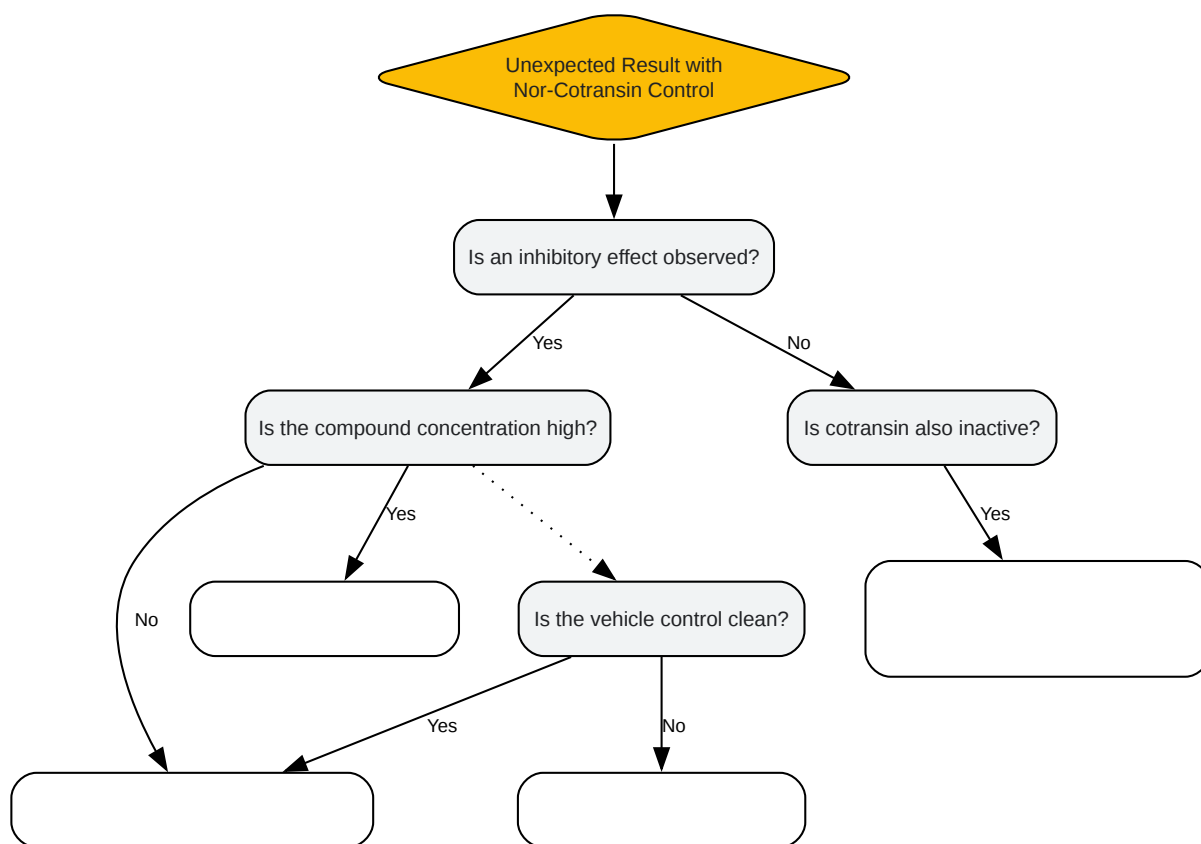 Unexpected Result with
Nor-Cotransin Control
Is an inhibitory effect observed?
Yes
No
Is the compound concentration high?
Is cotransin also inactive?
Yes
Yes
No
Is the vehicle control clean?
Yes
No